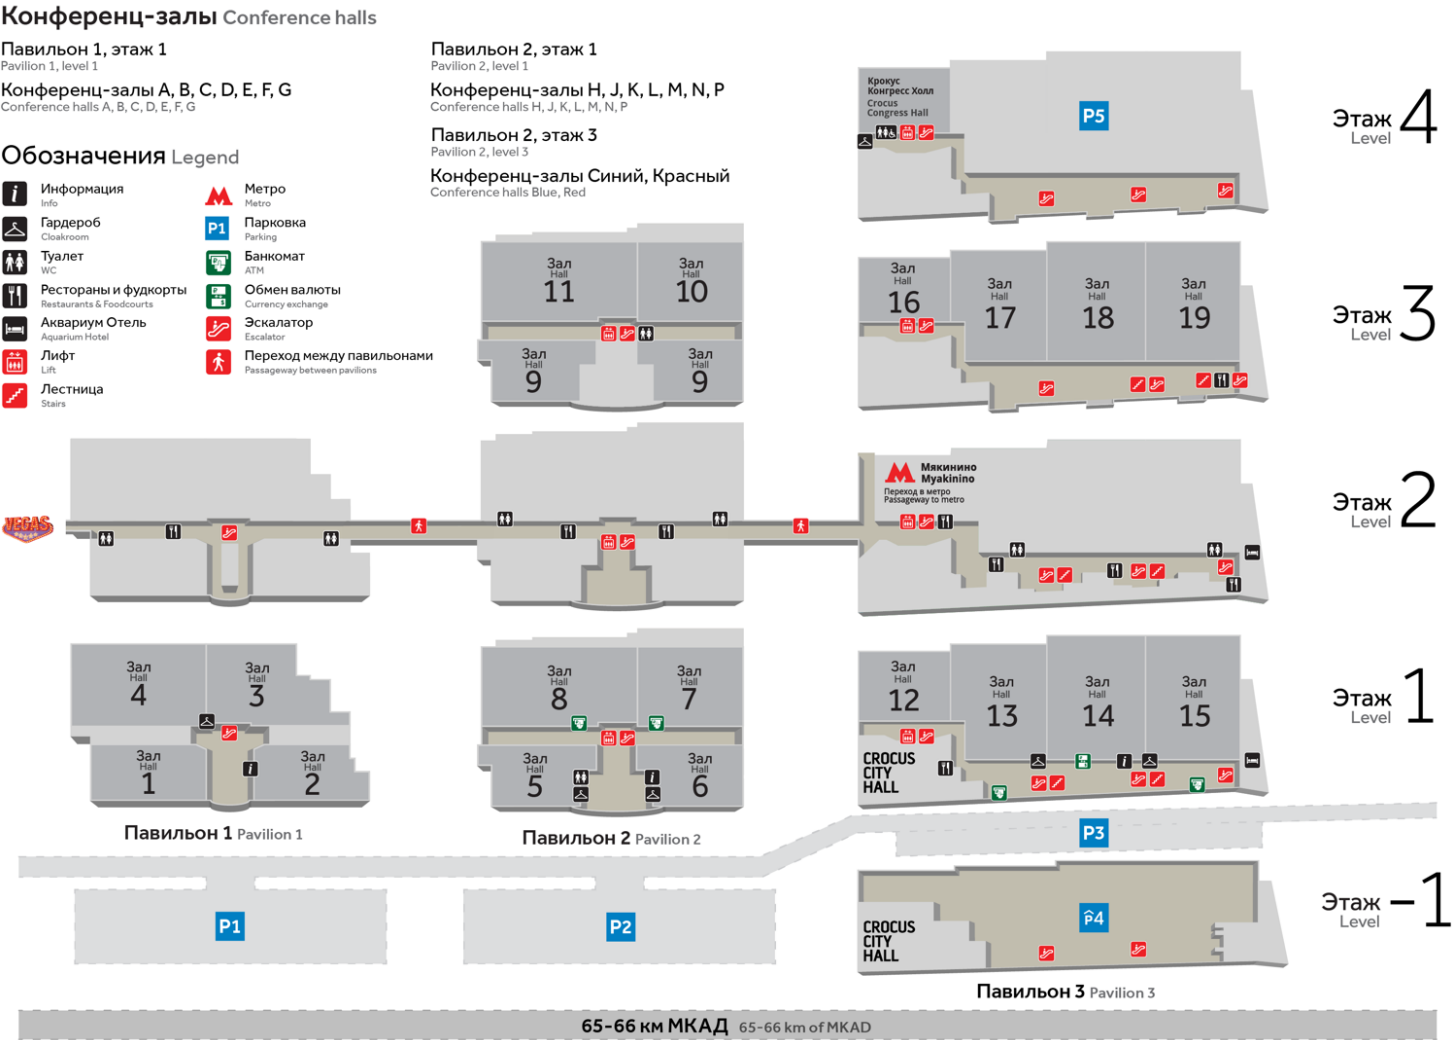 Конференц-залы Conference halls
Павильон 1, этаж 1
Pavilion 1, level 1
Конференц-залы A, B, C, D, E, F, G
Conference halls A, B, C, D, E, F, G
Павильон 2, этаж 1
Pavilion 2, level 1
Конференц-залы H, J, K, L, M, N, P
Conference halls H, J, K, L, M, N, P
Павильон 2, этаж 3
Pavilion 2, level 3
Конференц-залы Синий, Красный
Conference halls Blue, Red
Обозначения Legend
i Информация
Info
Гардероб
Cloakroom
Туалет
WC
Рестораны и фудкорты
Restaurants & Foodcourts
Аквариум Отель
Aquarium Hotel
Лифт
Lift
Лестница
Stairs
Метро
Metro
P1 Парковка
Parking
Банкомат
ATM
Обмен валюты
Currency exchange
Эскалатор
Escalator
Переход между павильонами
Passageway between pavilions
Крокус
Конгресс Холл
Crocus
Congress Hall
P5
Этаж 4
Level
Зал
Hall
11
Зал
Hall
10
Зал
Hall
9
Зал
Hall
9
Зал
Hall
16
Зал
Hall
17
Зал
Hall
18
Зал
Hall
19
Этаж 3
Level
VEGAS
Мякинино
Myakinino
Переход в метро
Passageway to metro
Этаж 2
Level
Зал
Hall
4
Зал
Hall
3
Зал
Hall
1
i
Зал
Hall
2
Павильон 1 Pavilion 1
Зал
Hall
8
Зал
Hall
7
Зал
Hall
5
i
Зал
Hall
6
Павильон 2 Pavilion 2
Зал
Hall
12
Зал
Hall
13
Зал
Hall
14
Зал
Hall
15
CROCUS
CITY
HALL
i
Этаж 1
Level
P3
P1
P2
CROCUS
CITY
HALL
P4
Этаж –1
Level
Павильон 3 Pavilion 3
65-66 км МКАД 65-66 km of MKAD